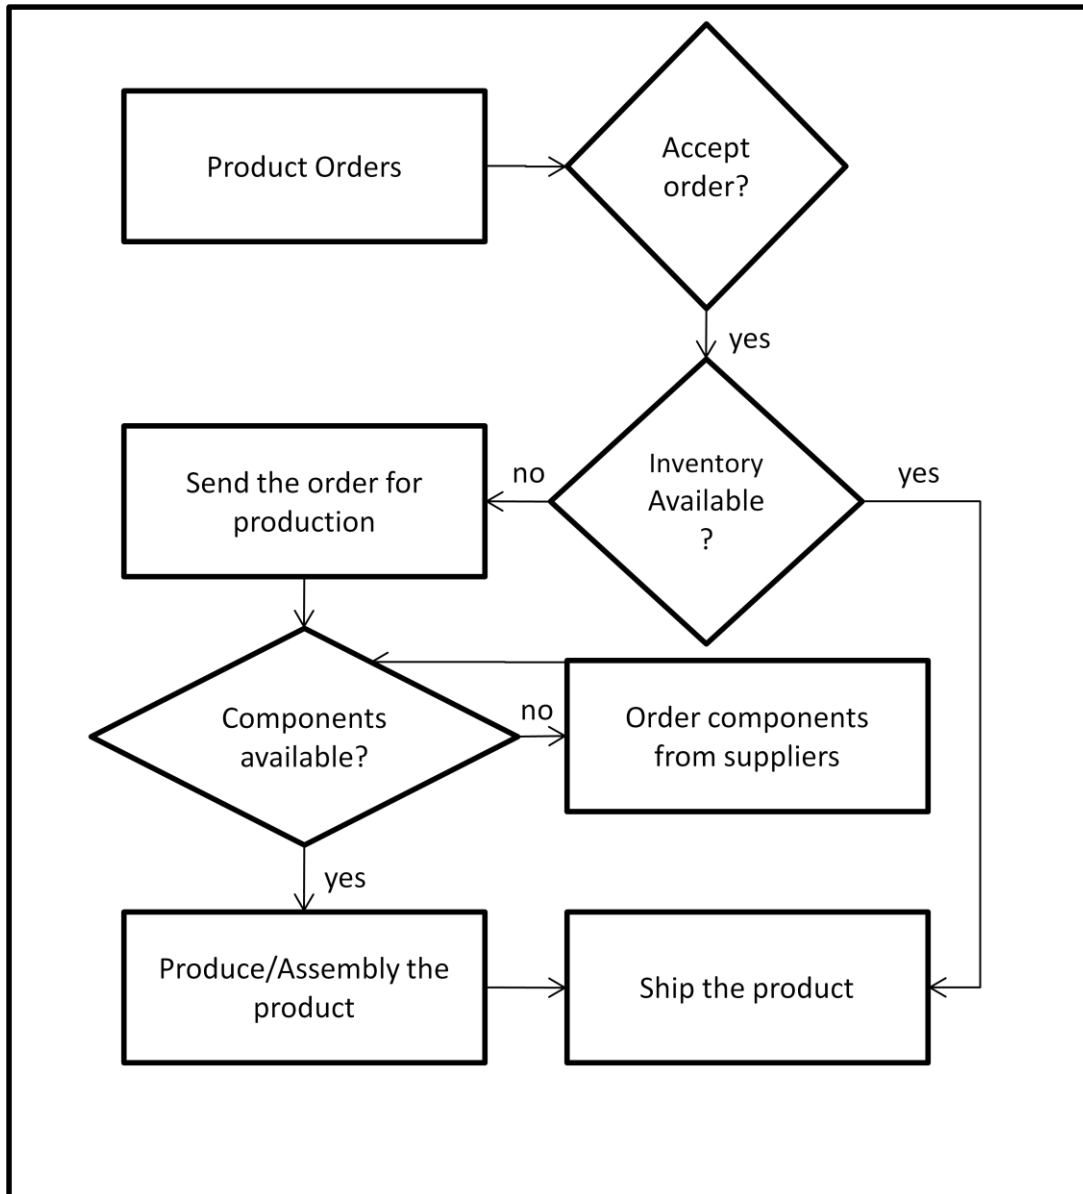 Product Orders
Accept
order?
yes
Inventory
Available
?
no
yes
Send the order for
production
Components
available?
no
Order components
from suppliers
yes
Produce/Assembly the
product
Ship the product